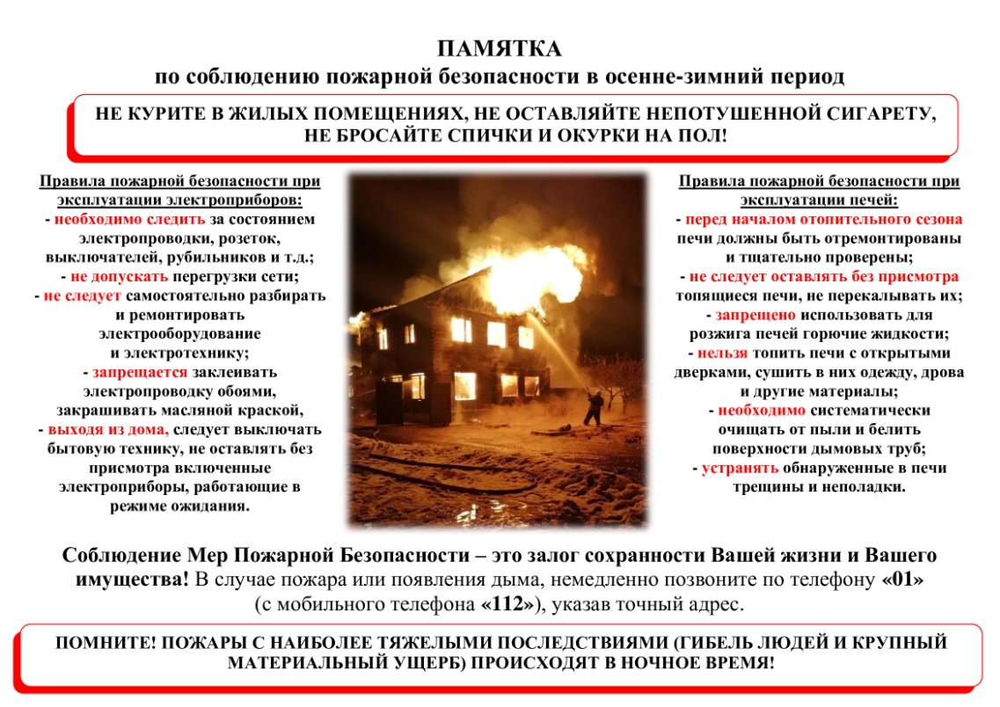 ПАМЯТКА
по соблюдению пожарной безопасности в осенне-зимний период
НЕ КУРИТЕ В ЖИЛЫХ ПОМЕЩЕНИЯХ, НЕ ОСТАВЛЯЙТЕ НЕПОТУШЕННОЙ СИГАРЕТУ,
НЕ БРОСАЙТЕ СПИЧКИ И ОКУРКИ НА ПОЛ!
Правила пожарной безопасности при
эксплуатации электроприборов:
- необходимо следить за состоянием
электропроводки, розеток,
выключателей, рубильников и т.д.;
- не допускать перегрузки сети;
- не следует самостоятельно разбирать
и ремонтировать
электрооборудование
и электротехнику;
- запрещается заклеивать
электропроводку обоями,
закрашивать масляной краской,
- выходя из дома, следует выключать
бытовую технику, не оставлять без
присмотра включенные
электроприборы, работающие в
режиме ожидания.
Правила пожарной безопасности при
эксплуатации печей:
- перед началом отопительного сезона
печи должны быть отремонтированы
и тщательно проверены;
- не следует оставлять без присмотра
топящиеся печи, не перекалывать их;
- запрещено использовать для
розжига печей горючие жидкости;
- нельзя топить печи с открытыми
дверками, сушить в них одежду, дрова
и другие материалы;
- необходимо систематически
очищать от пыли и белить
поверхности дымовых труб;
- устранять обнаруженные в печи
трещины и неполадки.
Соблюдение Мер Пожарной Безопасности – это залог сохранности Вашей жизни и Вашего
имущества! В случае пожара или появления дыма, немедленно позвоните по телефону «01»
(с мобильного телефона «112»), указав точный адрес.
ПОМНИТЕ! ПОЖАРЫ С НАИБОЛЕЕ ТЯЖЕЛЫМИ ПОСЛЕДСТВИЯМИ (ГИБЕЛЬ ЛЮДЕЙ И КРУПНЫЙ
МАТЕРИАЛЬНЫЙ УЩЕРБ) ПРОИСХОДЯТ В НОЧНОЕ ВРЕМЯ!